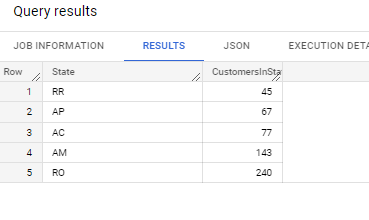 Query results
JOB INFORMATION RESULTS JSON EXECUTION DETA
Row State CustomersInSta
1 RR 45
2 AP 67
3 AC 77
4 AM 143
5 RO 240